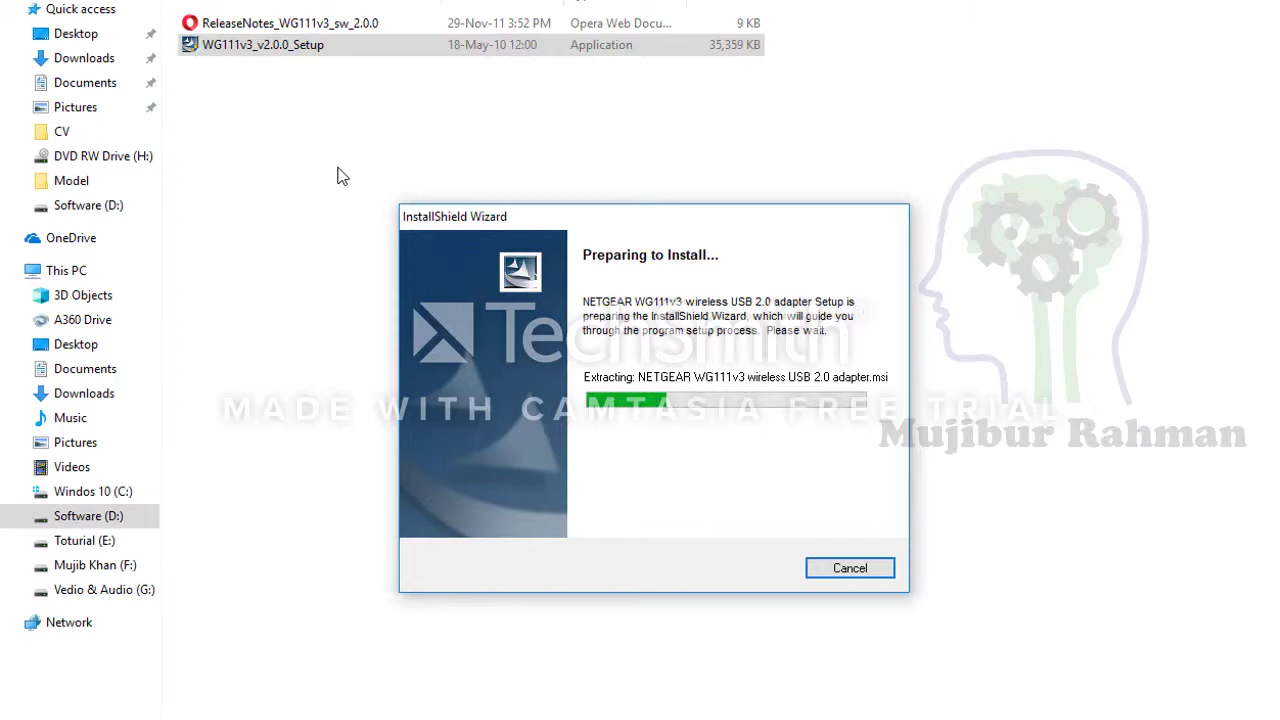 Quick access
Desktop
Downloads
Documents
Pictures
CV
DVD RW Drive (H:)
Model
Software (D:)
OneDrive
This PC
3D Objects
A360 Drive
Desktop
Documents
Downloads
Music
Pictures
Videos
Windos 10 (C:)
Software (D:)
Toturial (E:)
Mujib Khan (F:)
Vedio & Audio (G:)
Network
ReleaseNotes_WG111v3_sw_2.0.0 29-Nov-11 3:52 PM Opera Web Docu... 9 KB
WG111v3_v2.0.0_Setup 18-May-10 12:00 Application 35,359 KB
InstallShield Wizard
Preparing to Install...
NETGEAR WG111v3 wireless USB 2.0 adapter Setup is
preparing the InstallShield Wizard, which will guide you
through the program setup process. Please wait.
Extracting: NETGEAR WG111v3 wireless USB 2.0 adapter.msi
Cancel
TechSmith
MADE WITH CAMTASIA FREE TRIAL
Mujibur Rahman